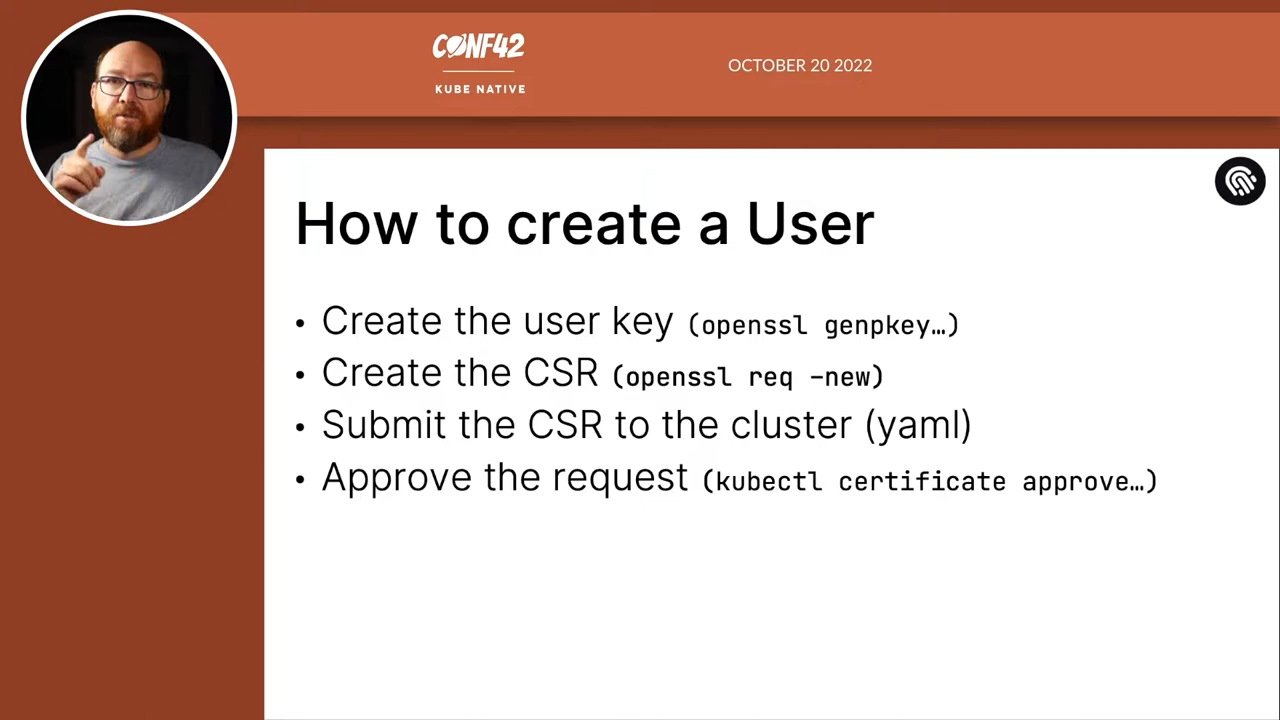 CONF42
KUBE NATIVE
OCTOBER 20 2022
How to create a User
• Create the user key (openssl genpkey…)
• Create the CSR (openssl req –new)
• Submit the CSR to the cluster (yaml)
• Approve the request (kubectl certificate approve…)